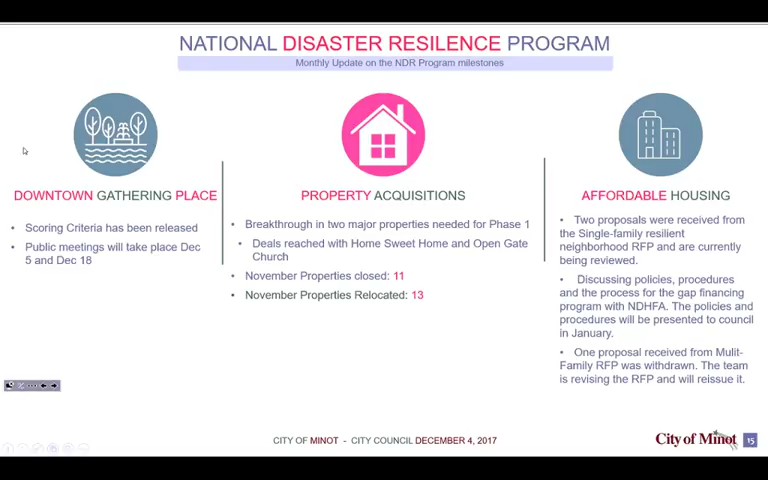 NATIONAL DISASTER RESILENCE PROGRAM
Monthly Update on the NDR Program milestones
DOWNTOWN GATHERING PLACE
• Scoring Criteria has been released
• Public meetings will take place Dec
5 and Dec 18
PROPERTY ACQUISITIONS
• Breakthrough in two major properties needed for Phase 1
• Deals reached with Home Sweet Home and Open Gate
Church
• November Properties closed: 11
• November Properties Relocated: 13
AFFORDABLE HOUSING
• Two proposals were received from
the Single-family resilient
neighborhood RFP and are currently
being reviewed.
• Discussing policies, procedures
and the process for the gap financing
program with NDHFA. The policies and
procedures will be presented to council
in January.
• One proposal received from Mulit-
Family RFP was withdrawn. The team
is revising the RFP and will reissue it.
CITY OF MINOT - CITY COUNCIL DECEMBER 4, 2017
City of Minot
15